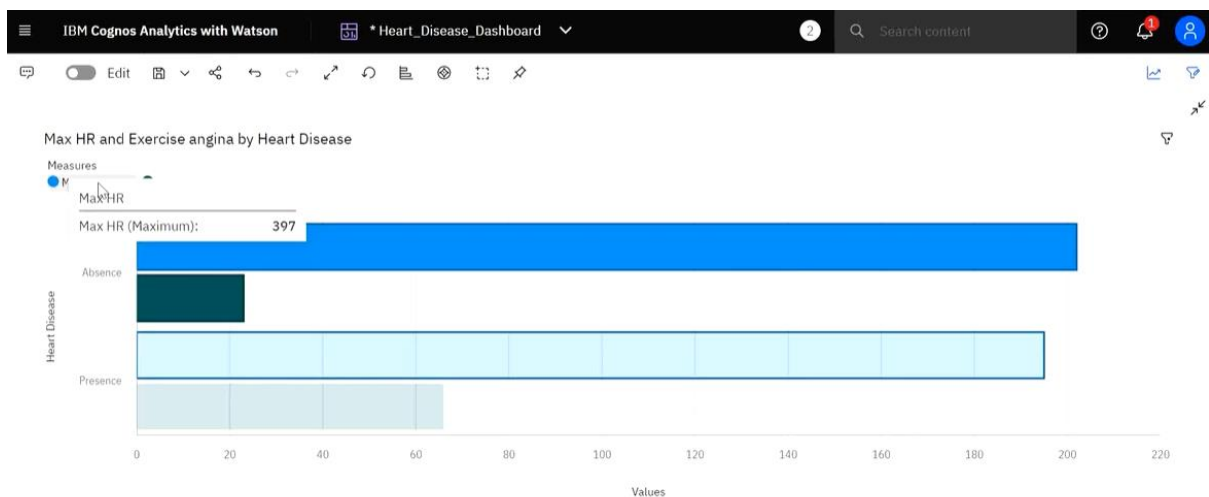 IBM Cognos Analytics with Watson
* Heart_Disease_Dashboard
2
Search content
1
Edit
Max HR and Exercise angina by Heart Disease
Measures
M
Max HR
Max HR (Maximum): 397
Absence
Heart Disease
Presence
0 20 40 60 80 100 120 140 160 180 200 220
Values